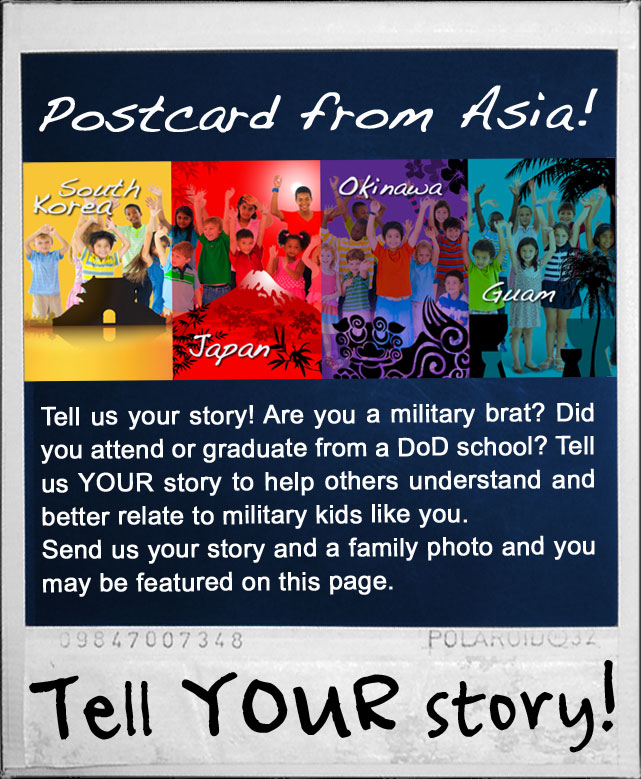 Postcard from Asia!
South
Korea
Japan
Okinawa
Guam
Tell us your story! Are you a military brat? Did
you attend or graduate from a DoD school? Tell
us YOUR story to help others understand and
better relate to military kids like you.
Send us your story and a family photo and you
may be featured on this page.
09847007348
POLAROID@32
Tell YOUR story!